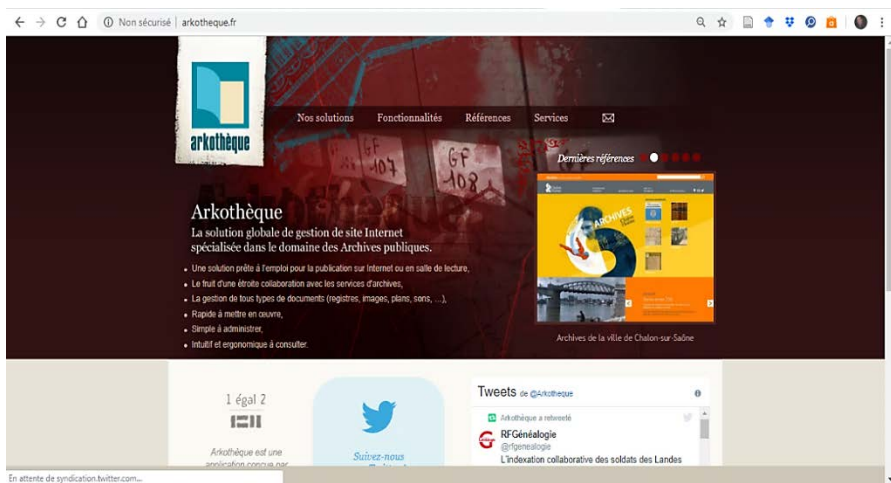 Non sécurisé | arkotheque.fr
arkothèque
Nos solutions Fonctionnalités Références Services
GF
107
GF
108
Dernières références
ARCHIVES
Arkothèque
La solution globale de gestion de site Internet
spécialisée dans le domaine des Archives publiques.
Une solution prête à l'emploi pour la publication sur Internet ou en salle de lecture,
Le fruit d'une étroite collaboration avec les services d'archives,
La gestion de tous types de documents (registres, images, plans, sons, ...),
Rapide à mettre en œuvre,
Simple à administrer,
Intuitif et ergonomique à consulter.
Archives de la ville de Chalon-sur-Saône
1 égal 2
Arkothèque est une
application conçue par
Suivez-nous
Tweets de @Arkotheque
Arkothèque a retweeté
RFGénéalogie
@rfgenealogie
L'indexation collaborative des soldats des Landes
En attente de syndication.twitter.com...